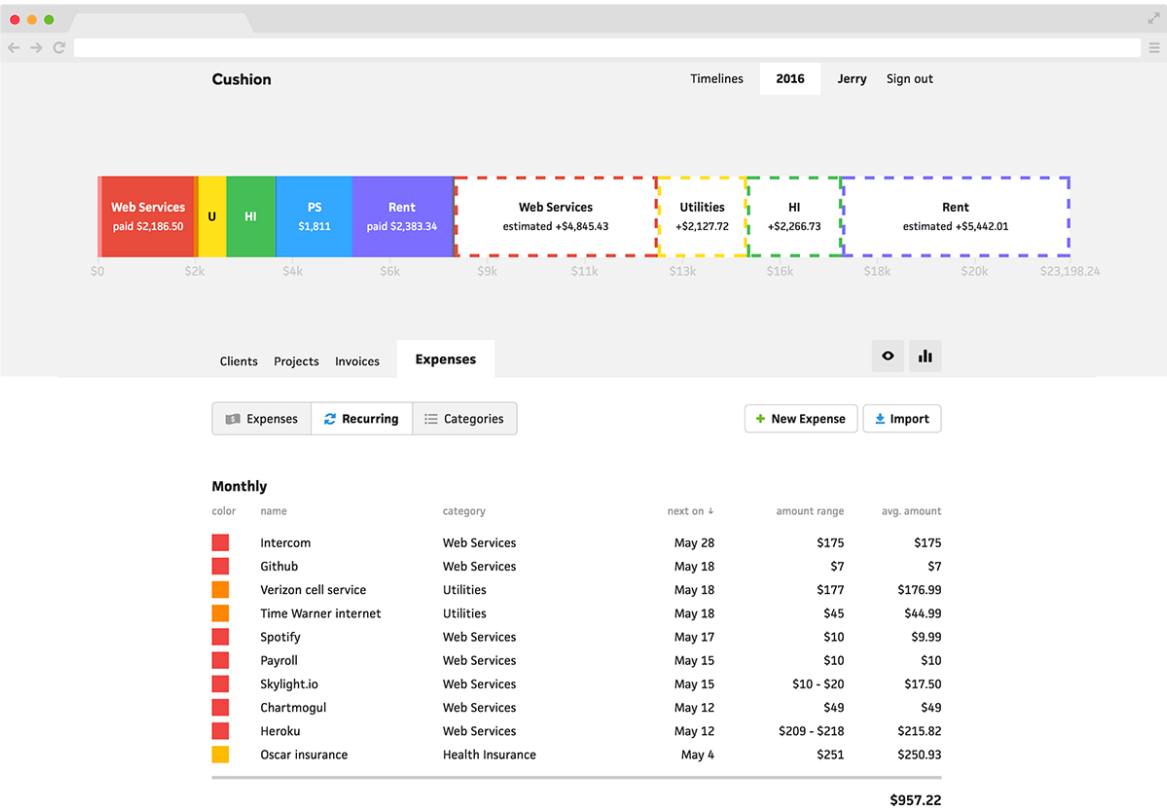 Cushion Timelines 2016 Jerry Sign out
Web Services U HI PS Rent Web Services Utilities HI Rent
paid $2,186.50 $1,811 paid $2,383.34 estimated +$4,845.43 +$2,127.72 +$2,266.73 estimated +$5,442.01
$0 $2k $4k $6k $9k $11k $13k $16k $18k $20k $23,198.24
Clients Projects Invoices Expenses
Expenses Recurring Categories New Expense Import
Monthly
color name category next on ↓ amount range avg. amount
Intercom Web Services May 28 $175 $175
Github Web Services May 18 $7 $7
Verizon cell service Utilities May 18 $177 $176.99
Time Warner internet Utilities May 18 $45 $44.99
Spotify Web Services May 17 $10 $9.99
Payroll Web Services May 15 $10 $10
Skylight.io Web Services May 15 $10 - $20 $17.50
Chartmogul Web Services May 12 $49 $49
Heroku Web Services May 12 $209 - $218 $215.82
Oscar insurance Health Insurance May 4 $251 $250.93
$957.22